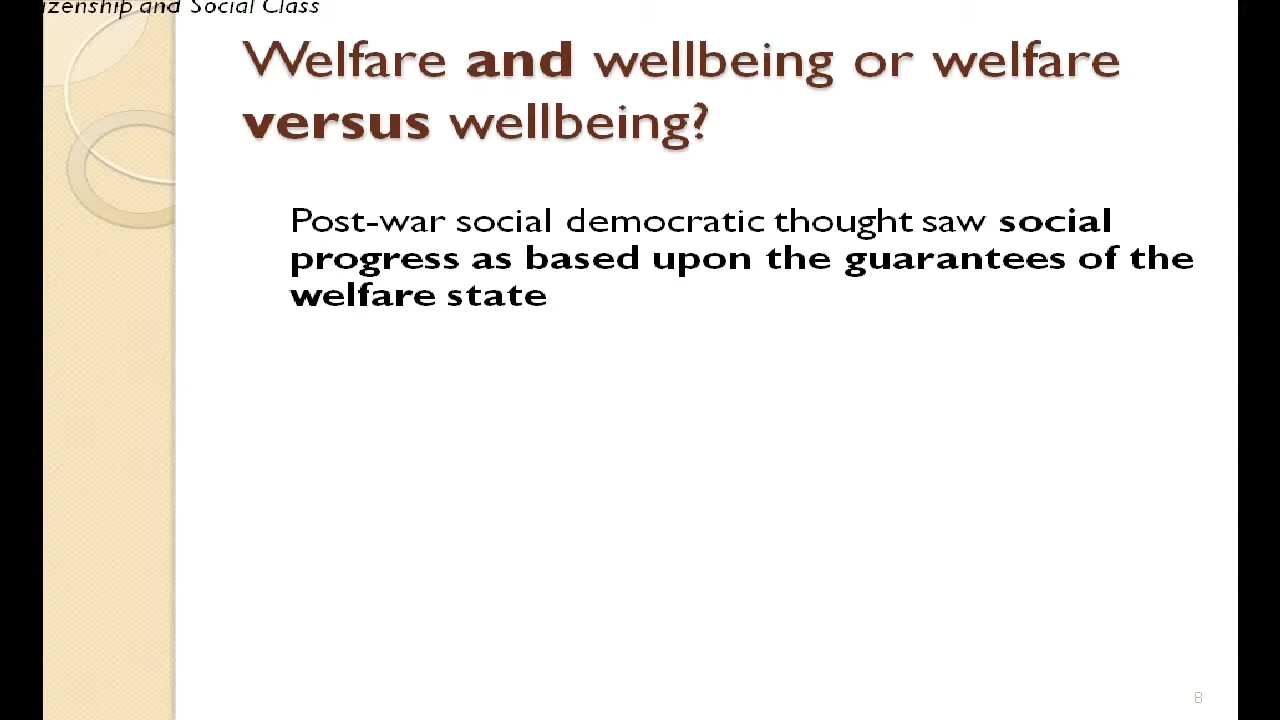 izenship and Social Class
Welfare and wellbeing or welfare
versus wellbeing?
Post-war social democratic thought saw social
progress as based upon the guarantees of the
welfare state
8